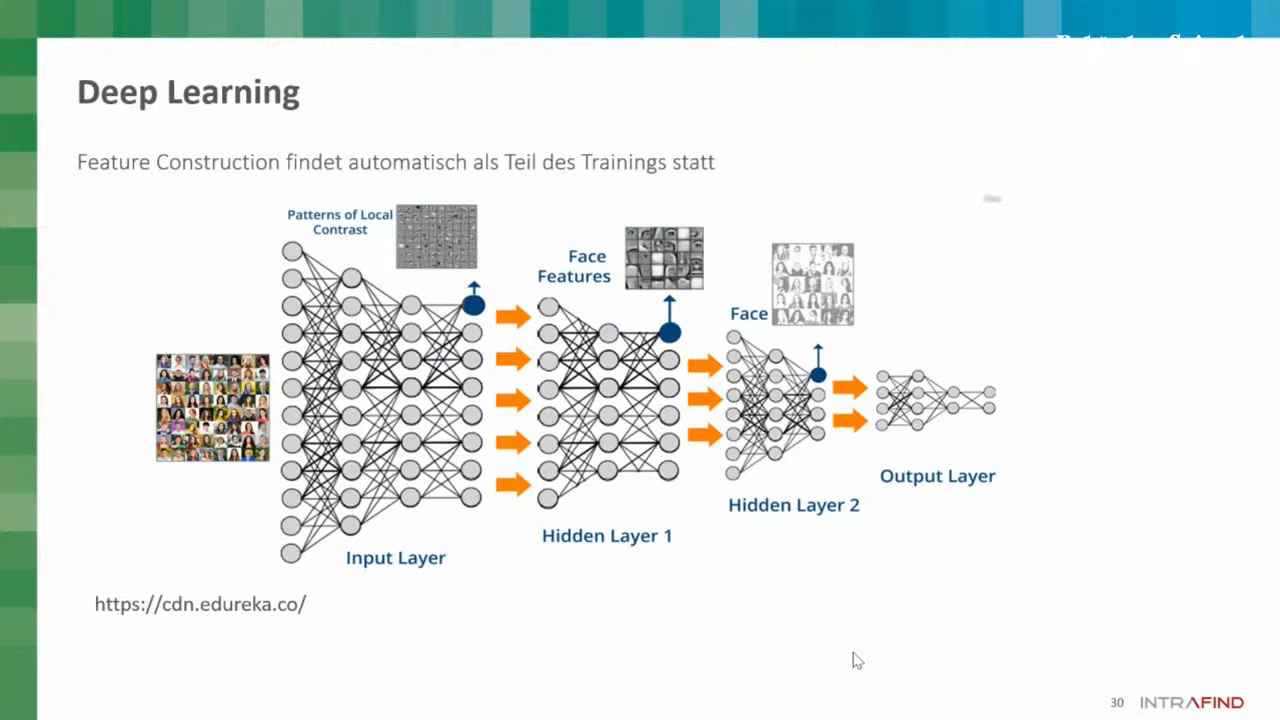 Deep Learning
Feature Construction findet automatisch als Teil des Trainings statt
Patterns of Local
Contrast
Face
Features
Face
Output Layer
Hidden Layer 2
Hidden Layer 1
Input Layer
https://cdn.edureka.co/
30 INTRAFIND